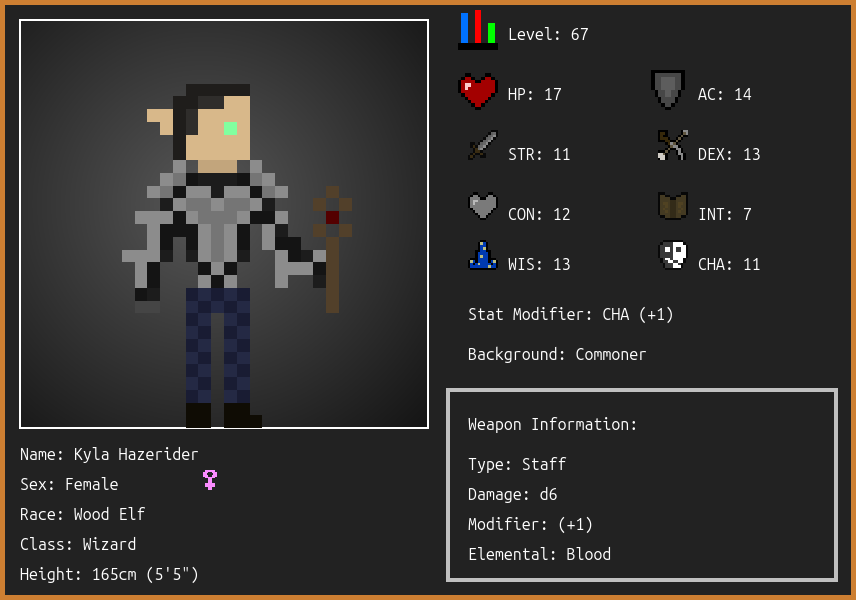 Level: 67
HP: 17
AC: 14
STR: 11
DEX: 13
CON: 12
INT: 7
WIS: 13
CHA: 11
Stat Modifier: CHA (+1)
Background: Commoner
Weapon Information:
Type: Staff
Damage: d6
Modifier: (+1)
Elemental: Blood
Name: Kyla Hazerider
Sex: Female
Race: Wood Elf
Class: Wizard
Height: 165cm (5'5")